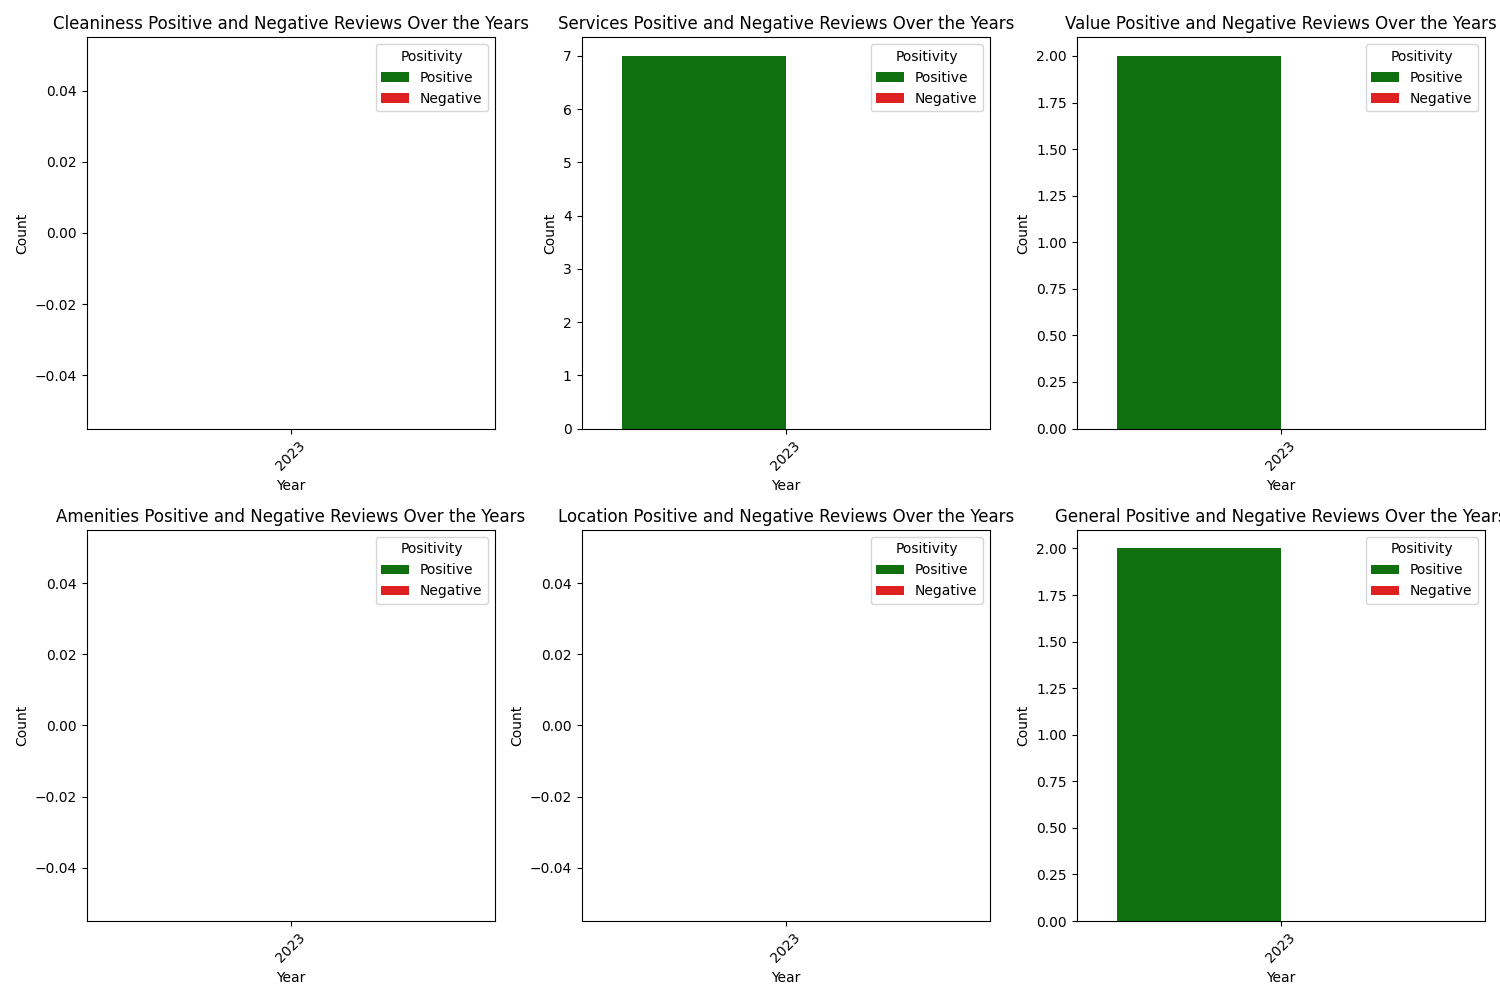 Cleaniness Positive and Negative Reviews Over the Years
Positivity
Positive
Negative
0.04
0.02
0.00
−0.02
−0.04
Count
2023
Year
Services Positive and Negative Reviews Over the Years
Positivity
Positive
Negative
7
6
5
4
3
2
1
0
Count
2023
Year
Value Positive and Negative Reviews Over the Years
Positivity
Positive
Negative
2.00
1.75
1.50
1.25
1.00
0.75
0.50
0.25
0.00
Count
2023
Year
Amenities Positive and Negative Reviews Over the Years
Positivity
Positive
Negative
0.04
0.02
0.00
−0.02
−0.04
Count
2023
Year
Location Positive and Negative Reviews Over the Years
Positivity
Positive
Negative
0.04
0.02
0.00
−0.02
−0.04
Count
2023
Year
General Positive and Negative Reviews Over the Years
Positivity
Positive
Negative
2.00
1.75
1.50
1.25
1.00
0.75
0.50
0.25
0.00
Count
2023
Year